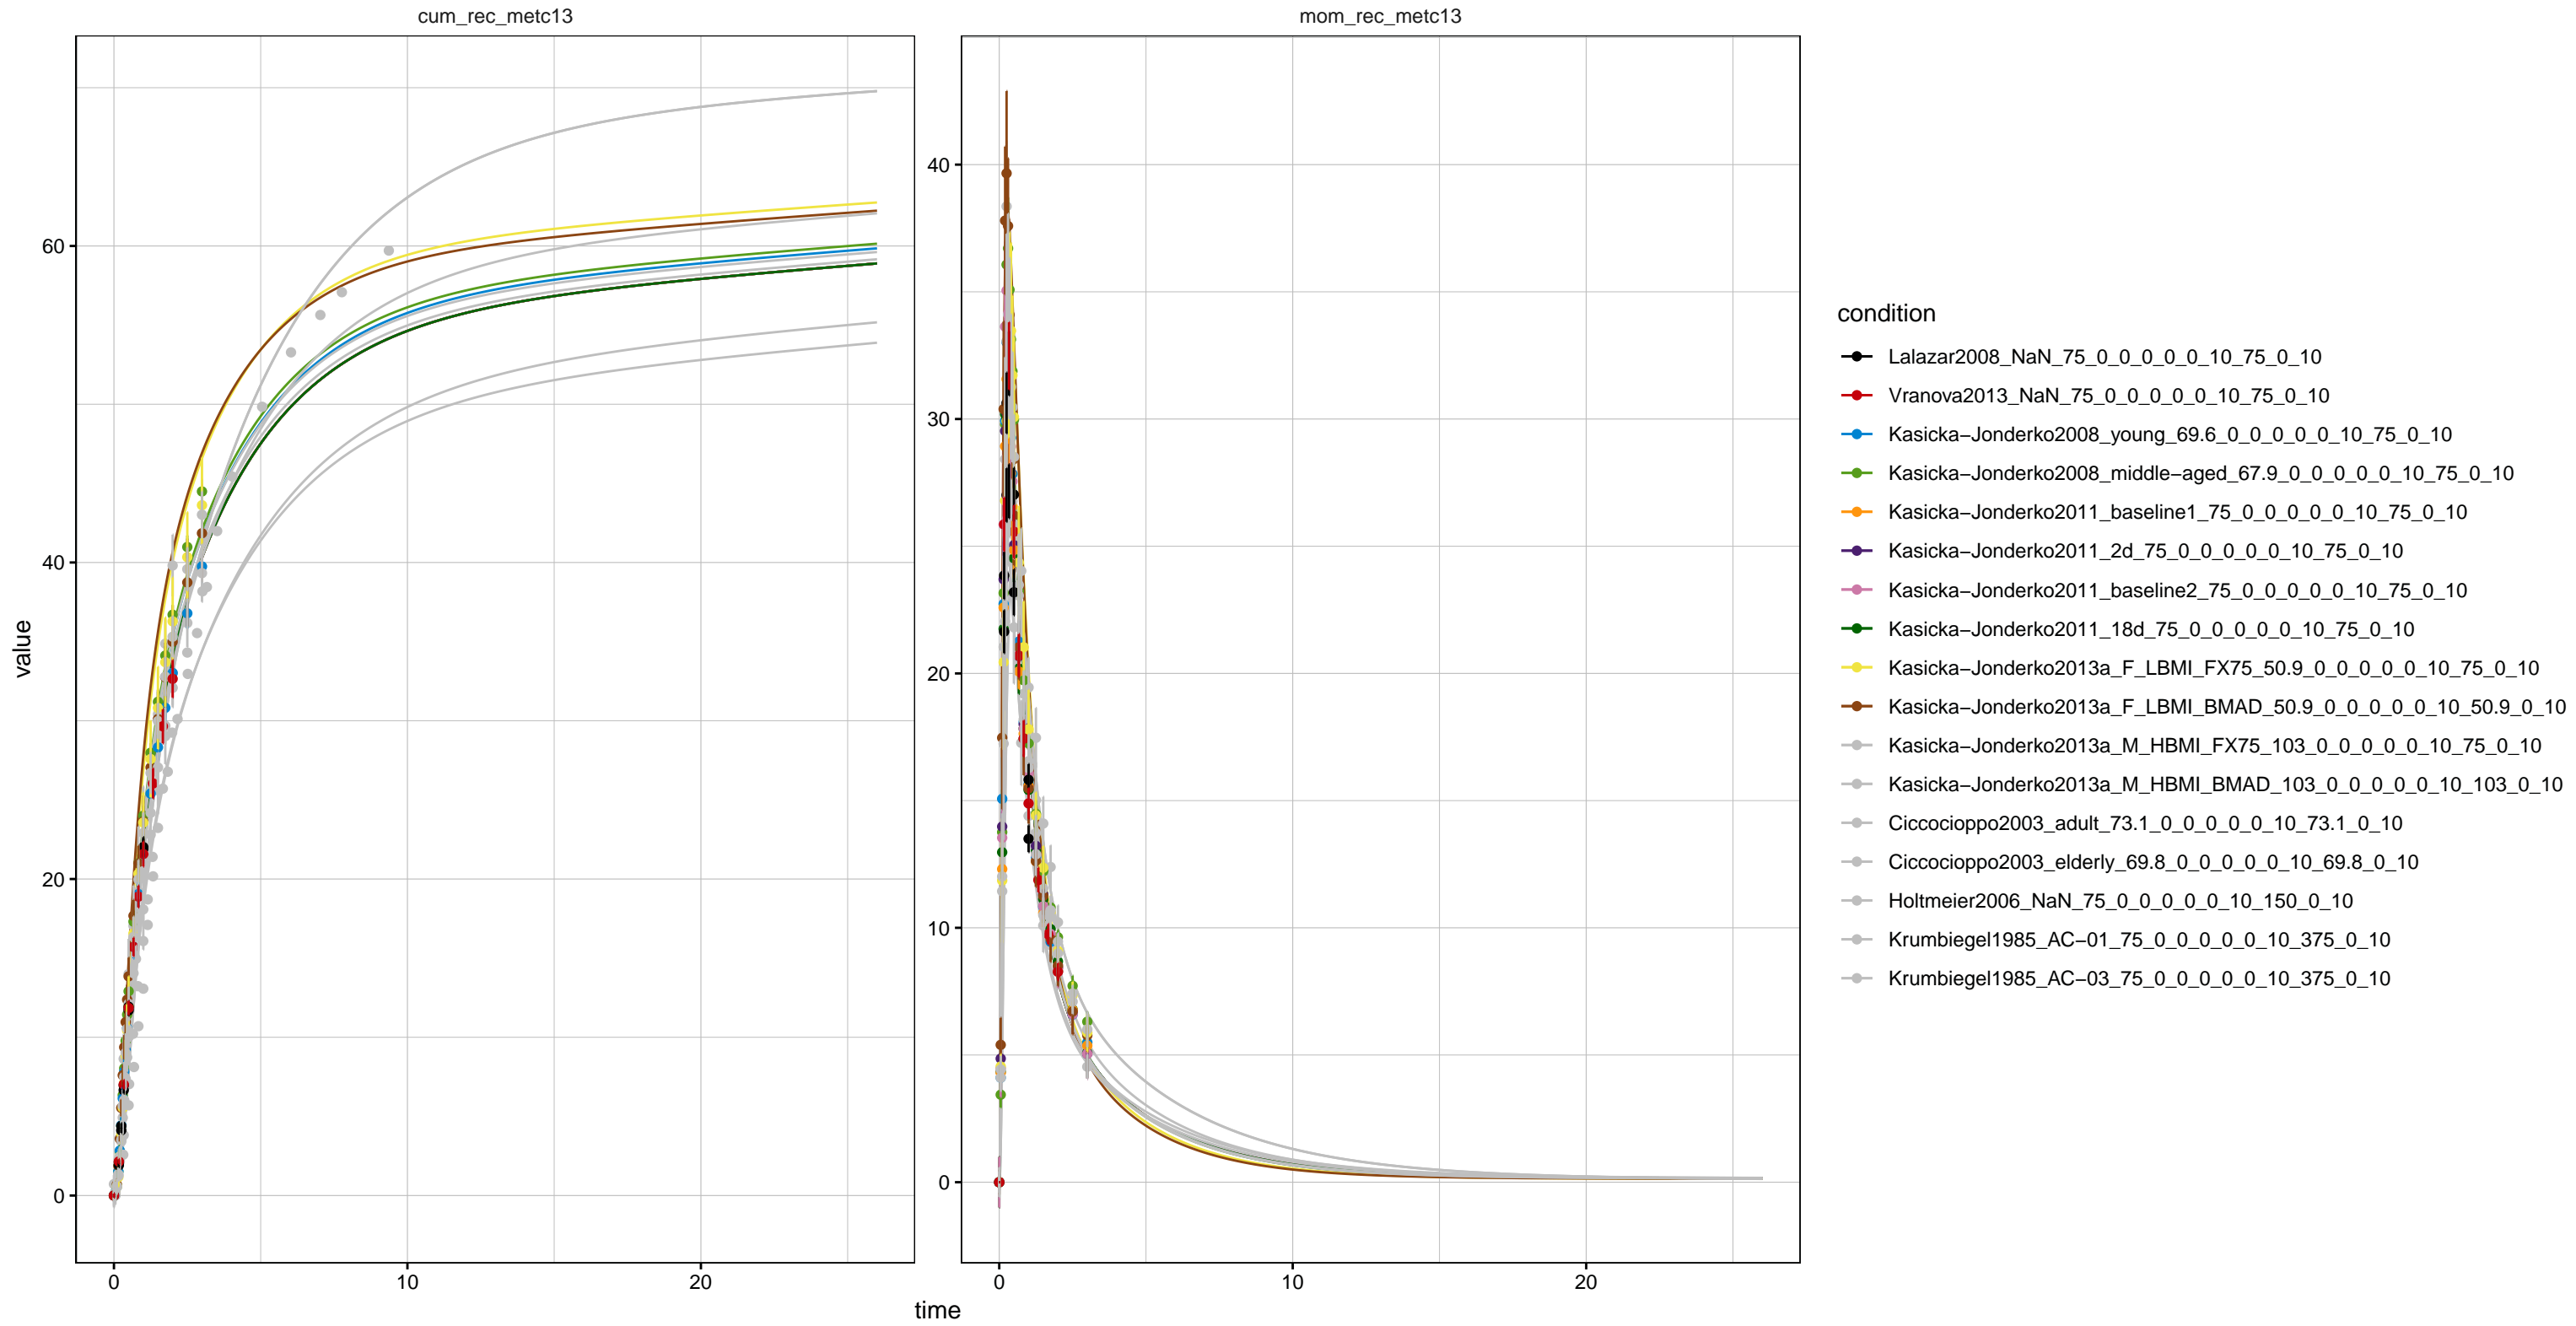 cum_rec_metc13
mom_rec_metc13
value
60
40
20
0
0
10
20
40
30
20
10
0
0
10
20
time
condition
Lalazar2008_NaN_75_0_0_0_0_0_10_75_0_10
Vranova2013_NaN_75_0_0_0_0_0_10_75_0_10
Kasicka−Jonderko2008_young_69.6_0_0_0_0_0_10_75_0_10
Kasicka−Jonderko2008_middle−aged_67.9_0_0_0_0_0_10_75_0_10
Kasicka−Jonderko2011_baseline1_75_0_0_0_0_0_10_75_0_10
Kasicka−Jonderko2011_2d_75_0_0_0_0_0_10_75_0_10
Kasicka−Jonderko2011_baseline2_75_0_0_0_0_0_10_75_0_10
Kasicka−Jonderko2011_18d_75_0_0_0_0_0_10_75_0_10
Kasicka−Jonderko2013a_F_LBMI_FX75_50.9_0_0_0_0_0_10_75_0_10
Kasicka−Jonderko2013a_F_LBMI_BMAD_50.9_0_0_0_0_0_10_50.9_0_10
Kasicka−Jonderko2013a_M_HBMI_FX75_103_0_0_0_0_0_10_75_0_10
Kasicka−Jonderko2013a_M_HBMI_BMAD_103_0_0_0_0_0_10_103_0_10
Ciccocioppo2003_adult_73.1_0_0_0_0_0_10_73.1_0_10
Ciccocioppo2003_elderly_69.8_0_0_0_0_0_10_69.8_0_10
Holtmeier2006_NaN_75_0_0_0_0_0_10_150_0_10
Krumbiegel1985_AC−01_75_0_0_0_0_0_10_375_0_10
Krumbiegel1985_AC−03_75_0_0_0_0_0_10_375_0_10